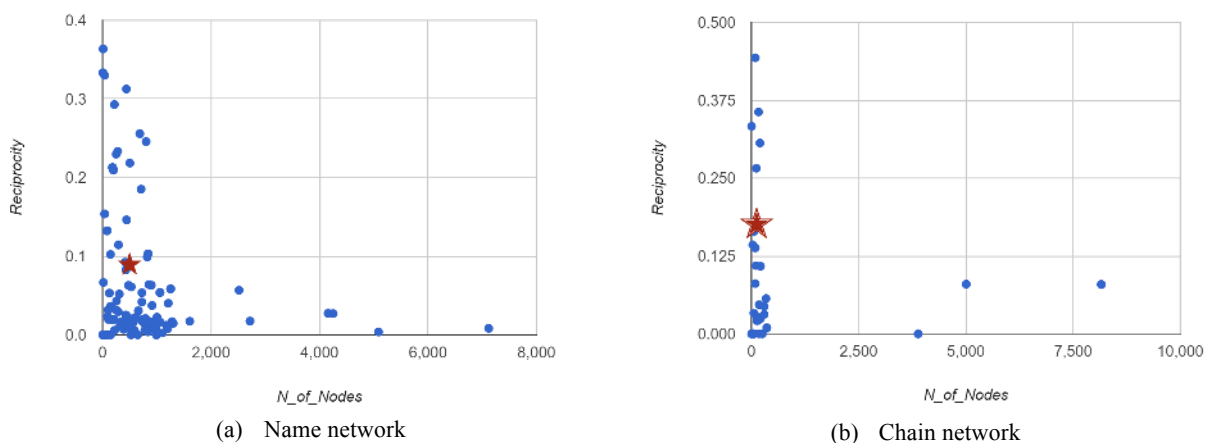 0.4
0.3
0.2
0.1
0.0
Reciprocity
0 2,000 4,000 6,000 8,000
N_of_Nodes
(a) Name network
0.500
0.375
0.250
0.125
0.000
Reciprocity
0 2,500 5,000 7,500 10,000
N_of_Nodes
(b) Chain network